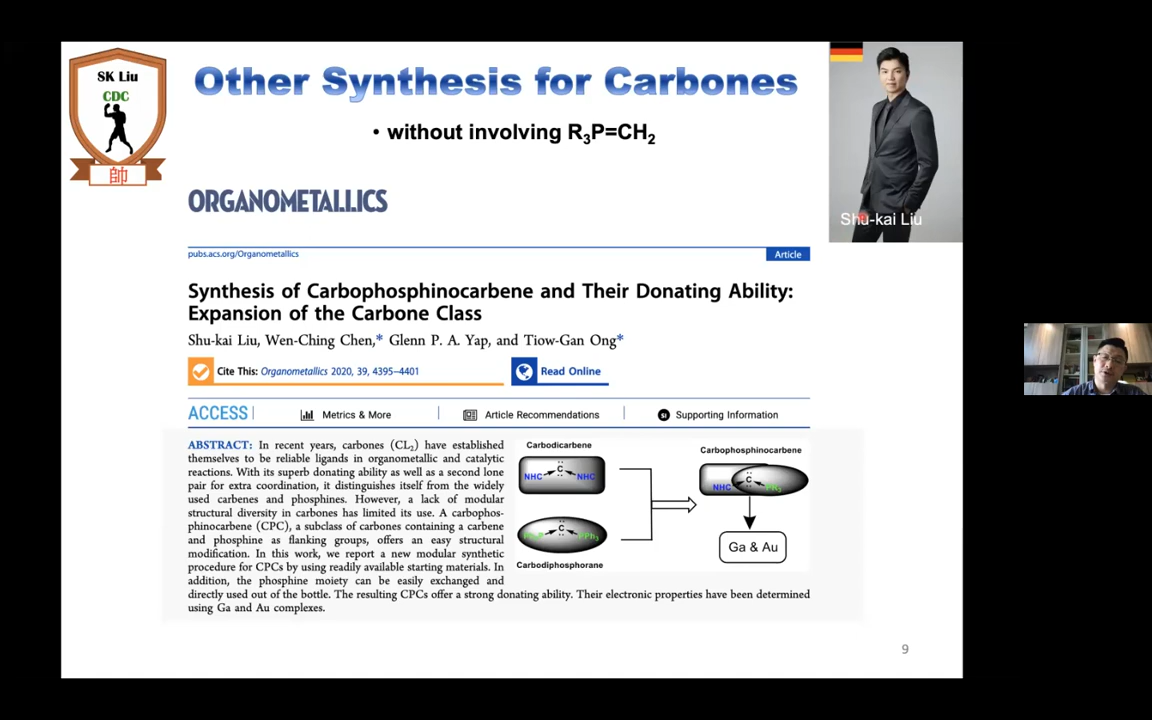 SK Liu
CDC
帥
Other Synthesis for Carbones
• without involving R₃P=CH₂
Shu-kai Liu
ORGANOMETALLICS
pubs.acs.org/Organometallics
Article
Synthesis of Carbophosphinocarbene and Their Donating Ability:
Expansion of the Carbone Class
Shu-kai Liu, Wen-Ching Chen,* Glenn P. A. Yap, and Tiow-Gan Ong*
Cite This: Organometallics 2020, 39, 4395–4401
Read Online
ACCESS
Metrics & More
Article Recommendations
SI Supporting Information
ABSTRACT: In recent years, carbones (CL₂) have established
themselves to be reliable ligands in organometallic and catalytic
reactions. With its superb donating ability as well as a second lone
pair for extra coordination, it distinguishes itself from the widely
used carbenes and phosphines. However, a lack of modular
structural diversity in carbones has limited its use. A carbophos-
phinocarbene (CPC), a subclass of carbones containing a carbene
and phosphine as flanking groups, offers an easy structural
modification. In this work, we report a new modular synthetic
procedure for CPCs by using readily available starting materials. In
addition, the phosphine moiety can be easily exchanged and
directly used out of the bottle. The resulting CPCs offer a strong donating ability. Their electronic properties have been determined
using Ga and Au complexes.
Carbodicarbene
NHC C NHC
C PPh₃
Carbodiphosphorane
Carbophosphinocarbene
NHC C PR₃
Ga & Au
9